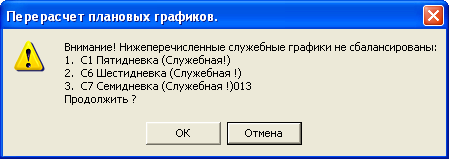 Перерасчет плановых графиков.
Внимание! Нижеперечисленные служебные графики не сбалансированы:
1. С1 Пятидневка (Служебная!)
2. С6 Шестидневка (Служебная !)
3. С7 Семидневка (Служебная !)013
Продолжить ?
ОК Отмена